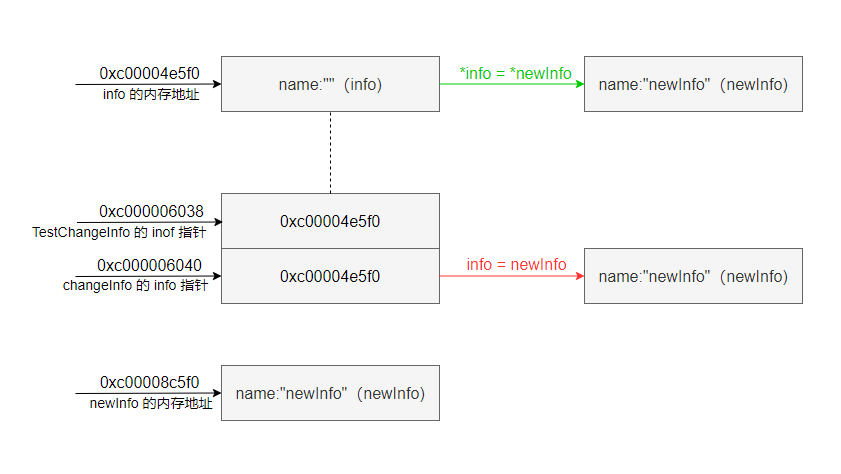 0xc00004e5f0
info 的内存地址
name:""（info）
*info = *newInfo
name:"newInfo"（newInfo）
0xc000006038
TestChangeInfo 的 inof 指针
0xc00004e5f0
0xc000006040
changeInfo 的 info 指针
0xc00004e5f0
info = newInfo
name:"newInfo"（newInfo）
0xc00008c5f0
newInfo 的内存地址
name:"newInfo"（newInfo）